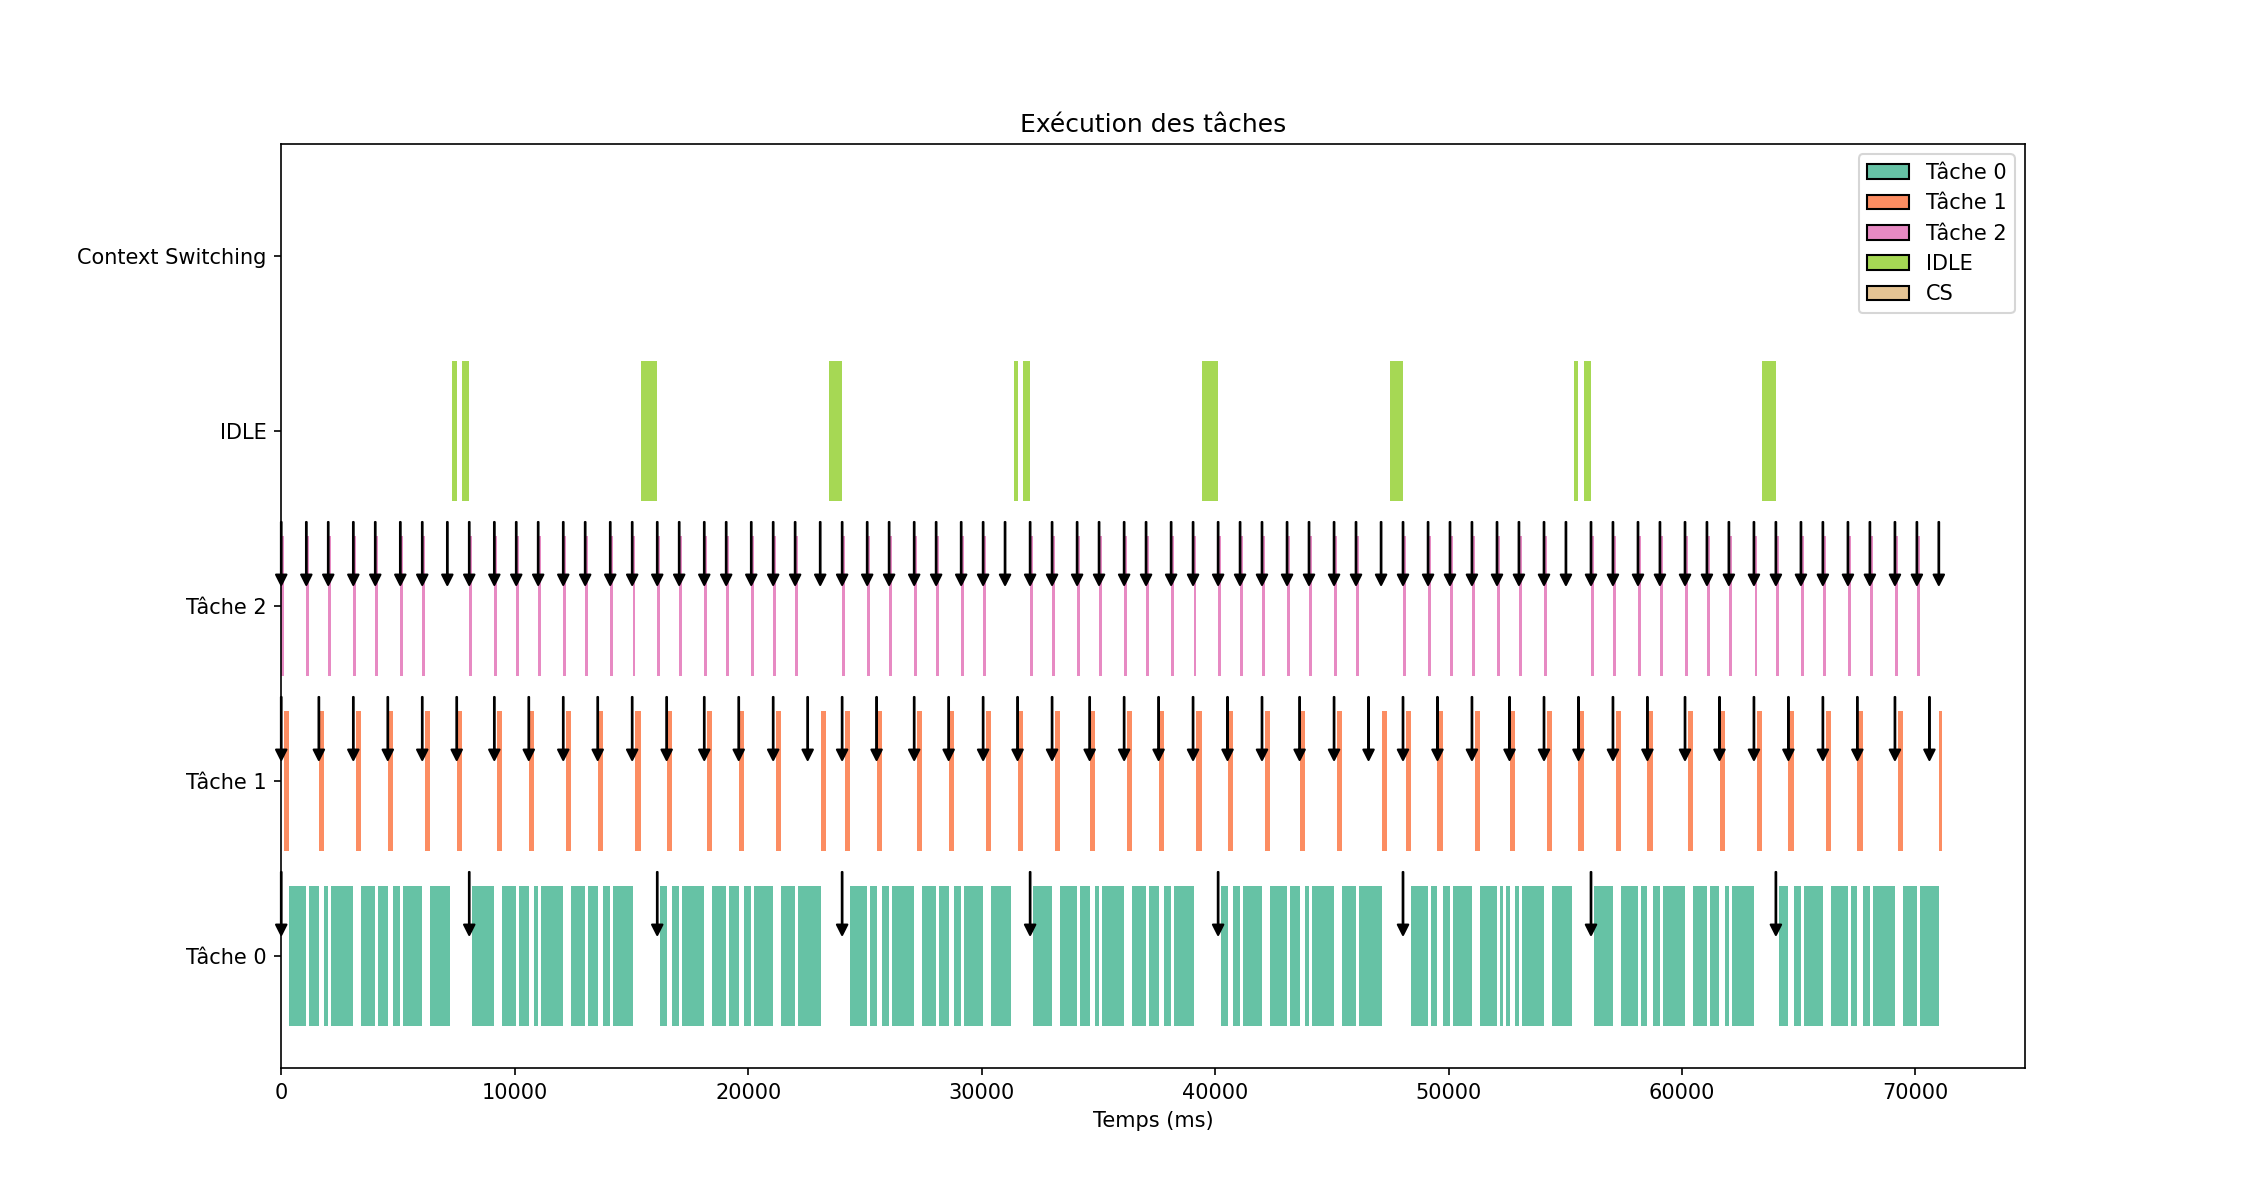 Exécution des tâches
Tâche 0
Tâche 1
Tâche 2
IDLE
CS
Context Switching
IDLE
Tâche 2
Tâche 1
Tâche 0
0 10000 20000 30000 40000 50000 60000 70000
Temps (ms)